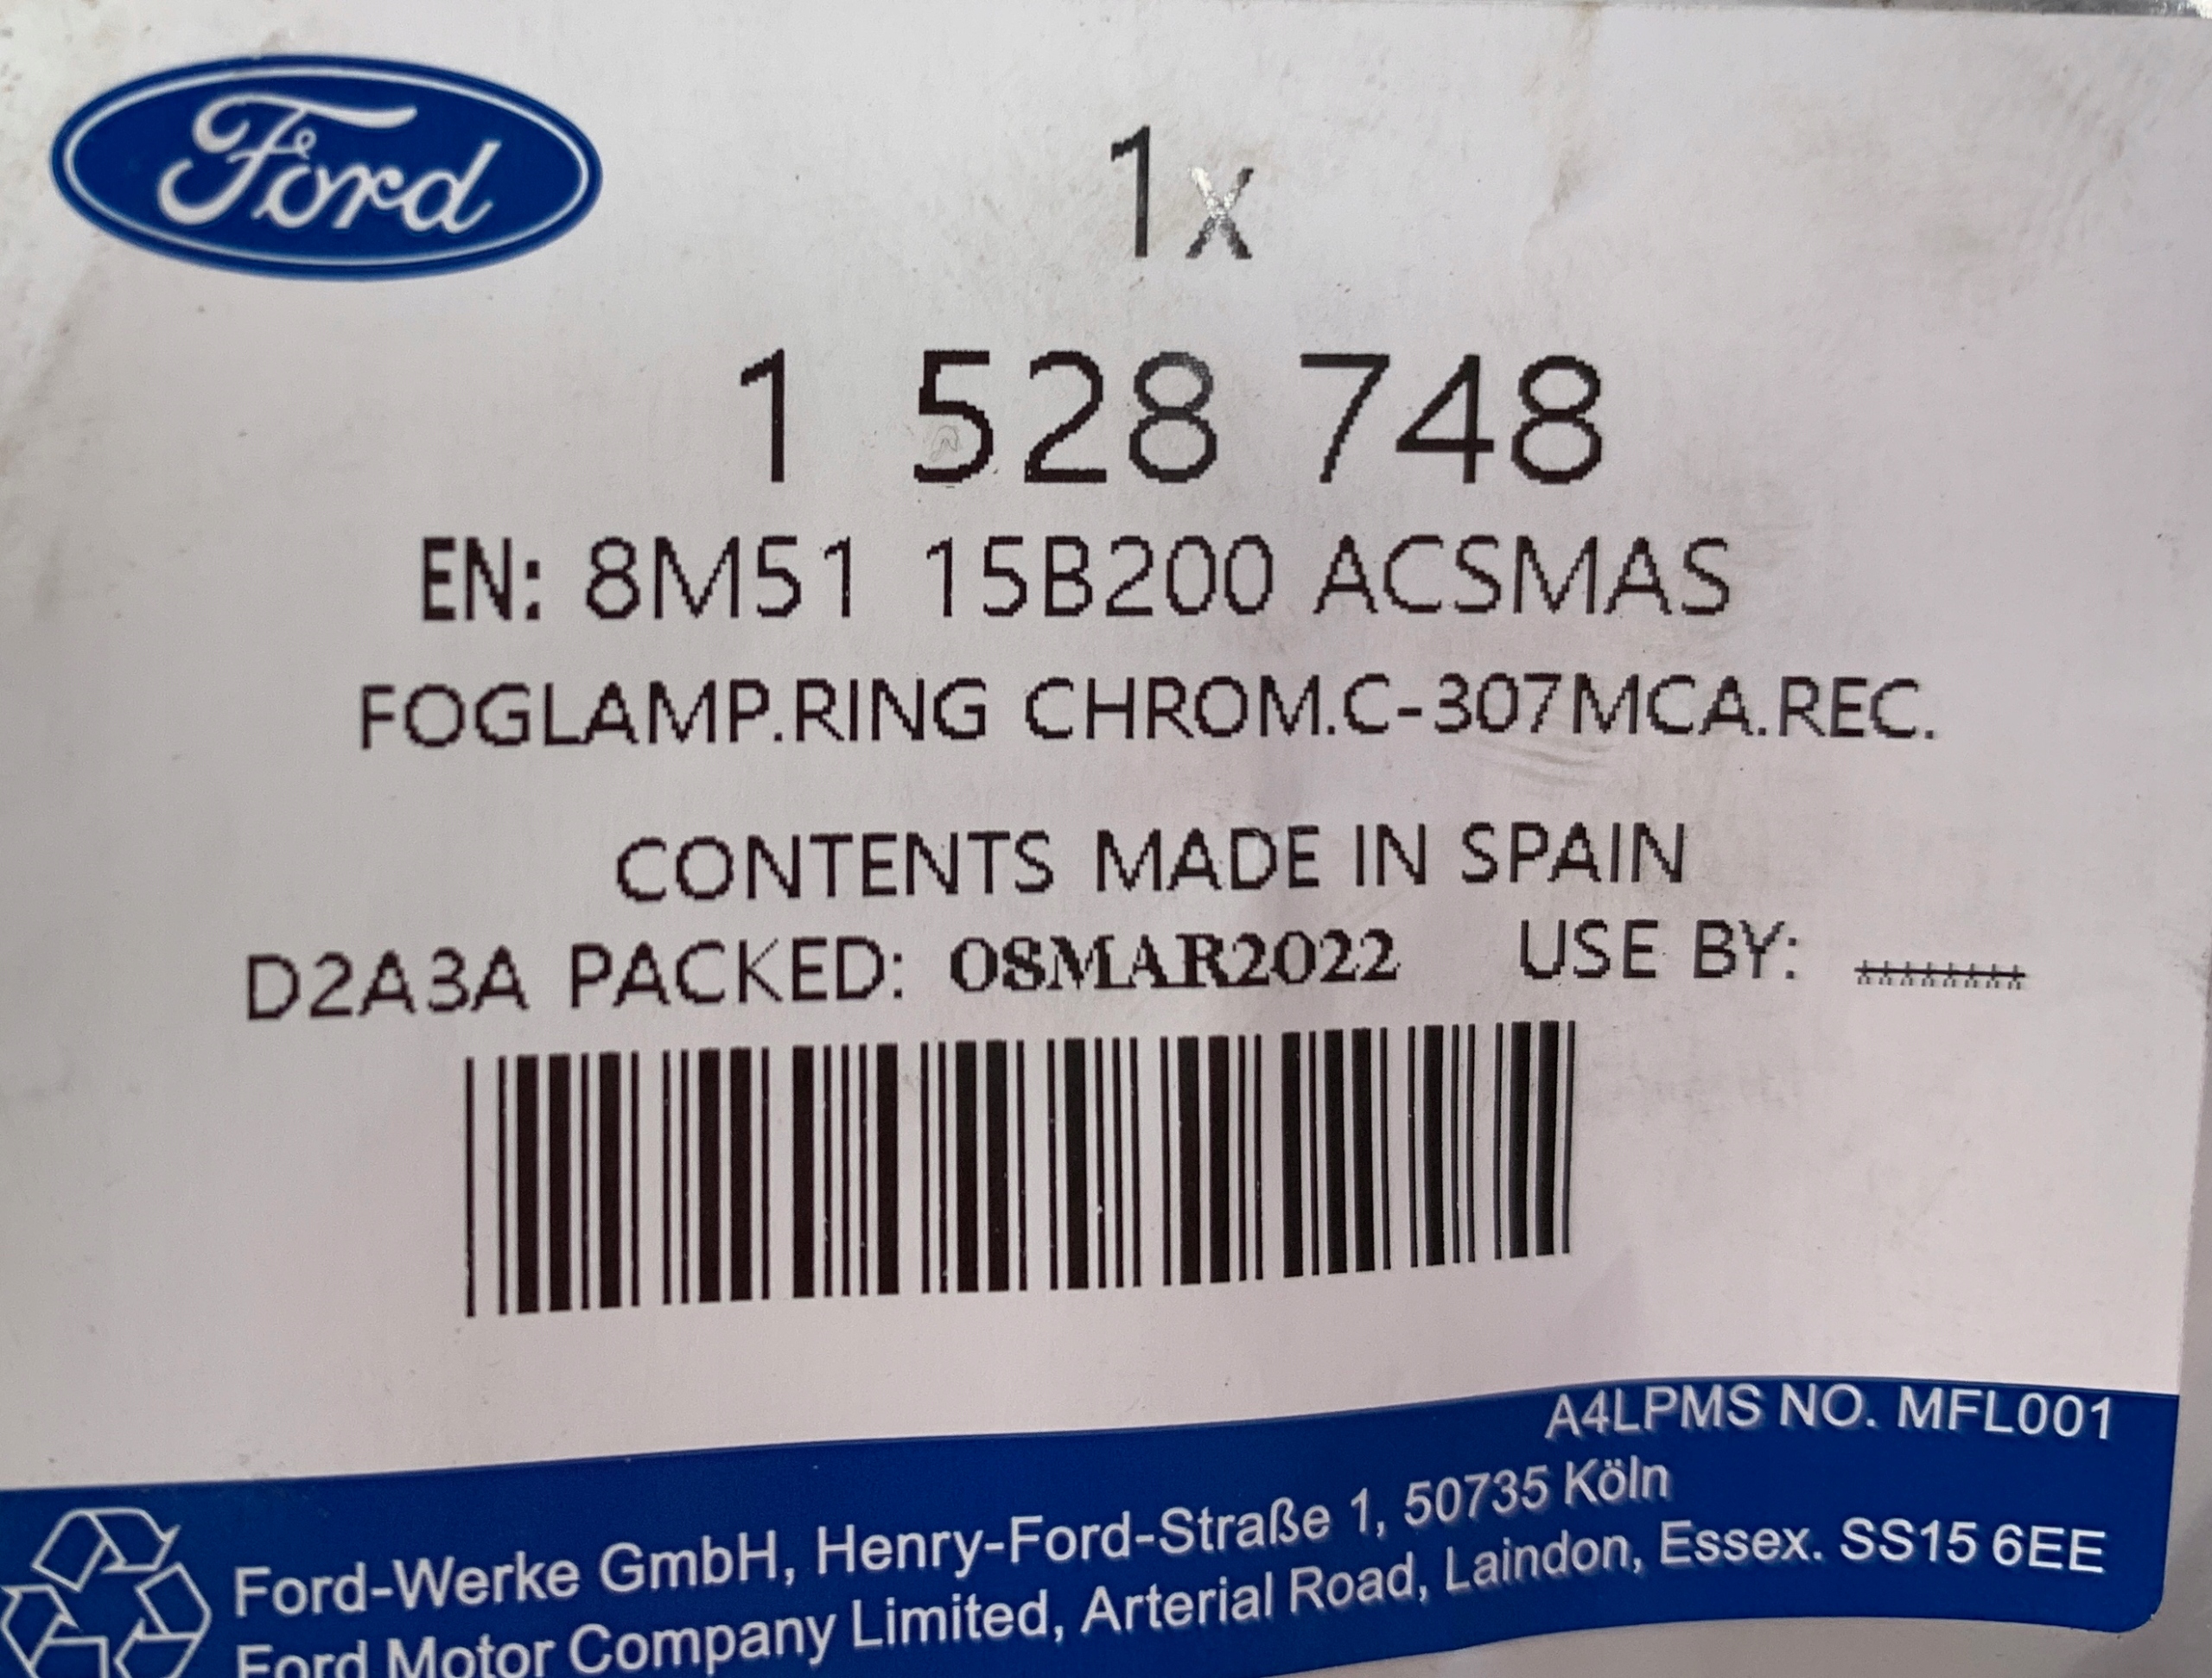 Ford
1x
1 528 748
EN: 8M51 15B200 ACSMAS
FOGLAMP.RING CHROM.C-307MCA.REC.
CONTENTS MADE IN SPAIN
D2A3A PACKED: 08MAR2022 USE BY: ********
A4LPMS NO. MFL001
Ford-Werke GmbH, Henry-Ford-Straße 1, 50735 Köln
Ford Motor Company Limited, Arterial Road, Laindon, Essex. SS15 6EE